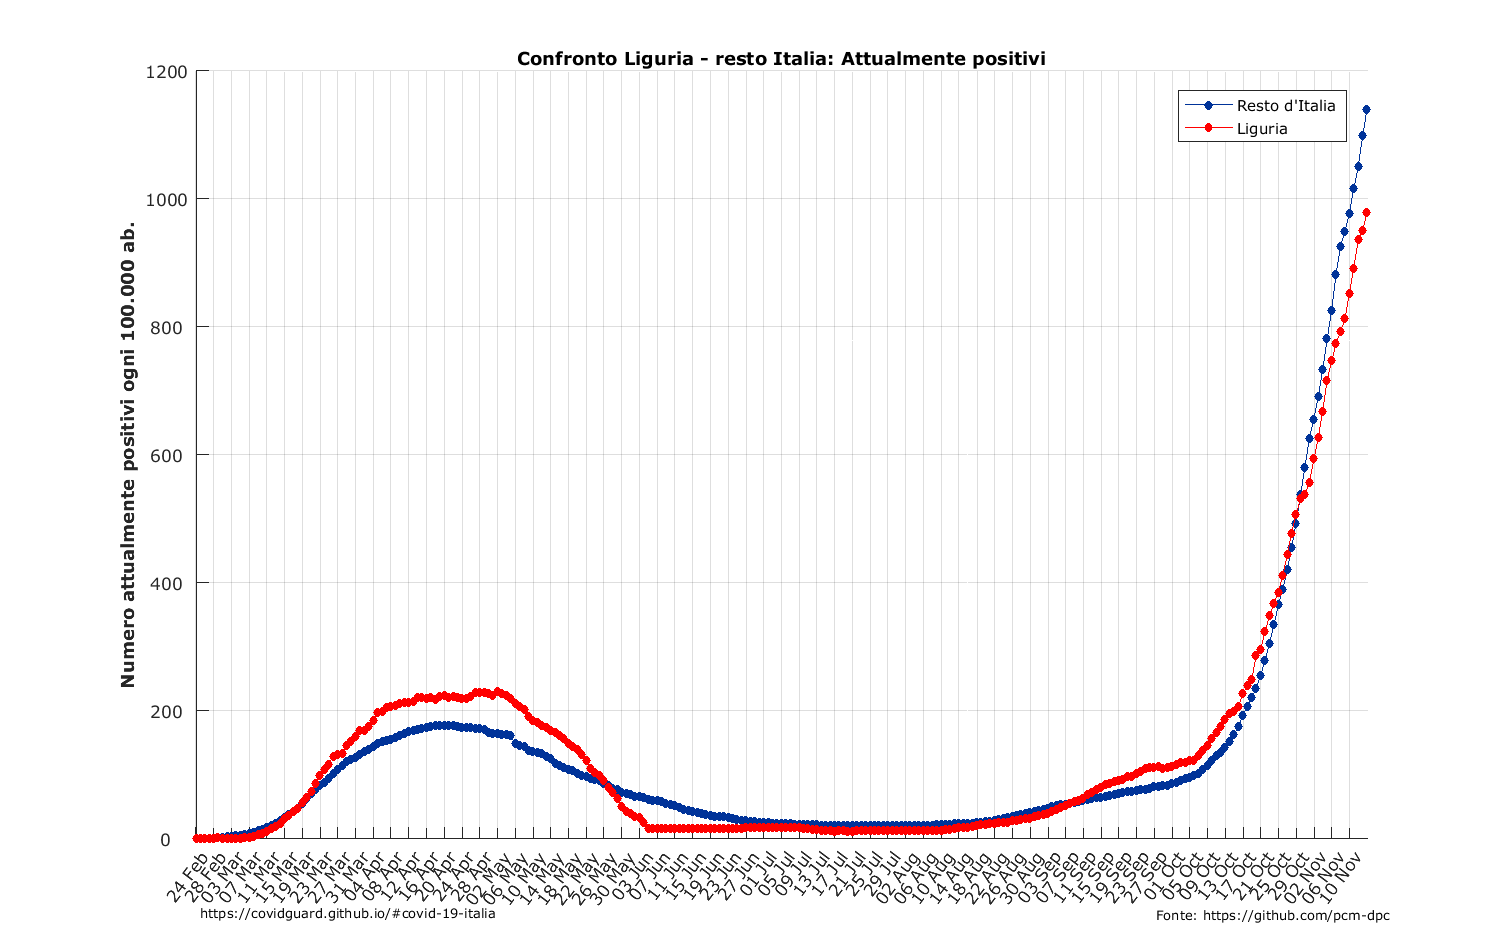 Confronto Liguria - resto Italia: Attualmente positivi
Numero attualmente positivi ogni 100.000 ab.
1200
1000
800
600
400
200
0
Resto d'Italia
Liguria
24 Feb
28 Feb
03 Mar
07 Mar
11 Mar
15 Mar
19 Mar
23 Mar
27 Mar
31 Mar
04 Apr
08 Apr
12 Apr
16 Apr
20 Apr
24 Apr
28 Apr
02 May
06 May
10 May
14 May
18 May
22 May
26 May
30 May
03 Jun
07 Jun
11 Jun
15 Jun
19 Jun
23 Jun
27 Jun
01 Jul
05 Jul
09 Jul
13 Jul
17 Jul
21 Jul
25 Jul
29 Jul
02 Aug
06 Aug
10 Aug
14 Aug
18 Aug
22 Aug
26 Aug
30 Aug
03 Sep
07 Sep
11 Sep
15 Sep
19 Sep
23 Sep
27 Sep
01 Oct
05 Oct
09 Oct
13 Oct
17 Oct
21 Oct
25 Oct
29 Oct
02 Nov
06 Nov
10 Nov
https://covidguard.github.io/#covid-19-italia
Fonte: https://github.com/pcm-dpc